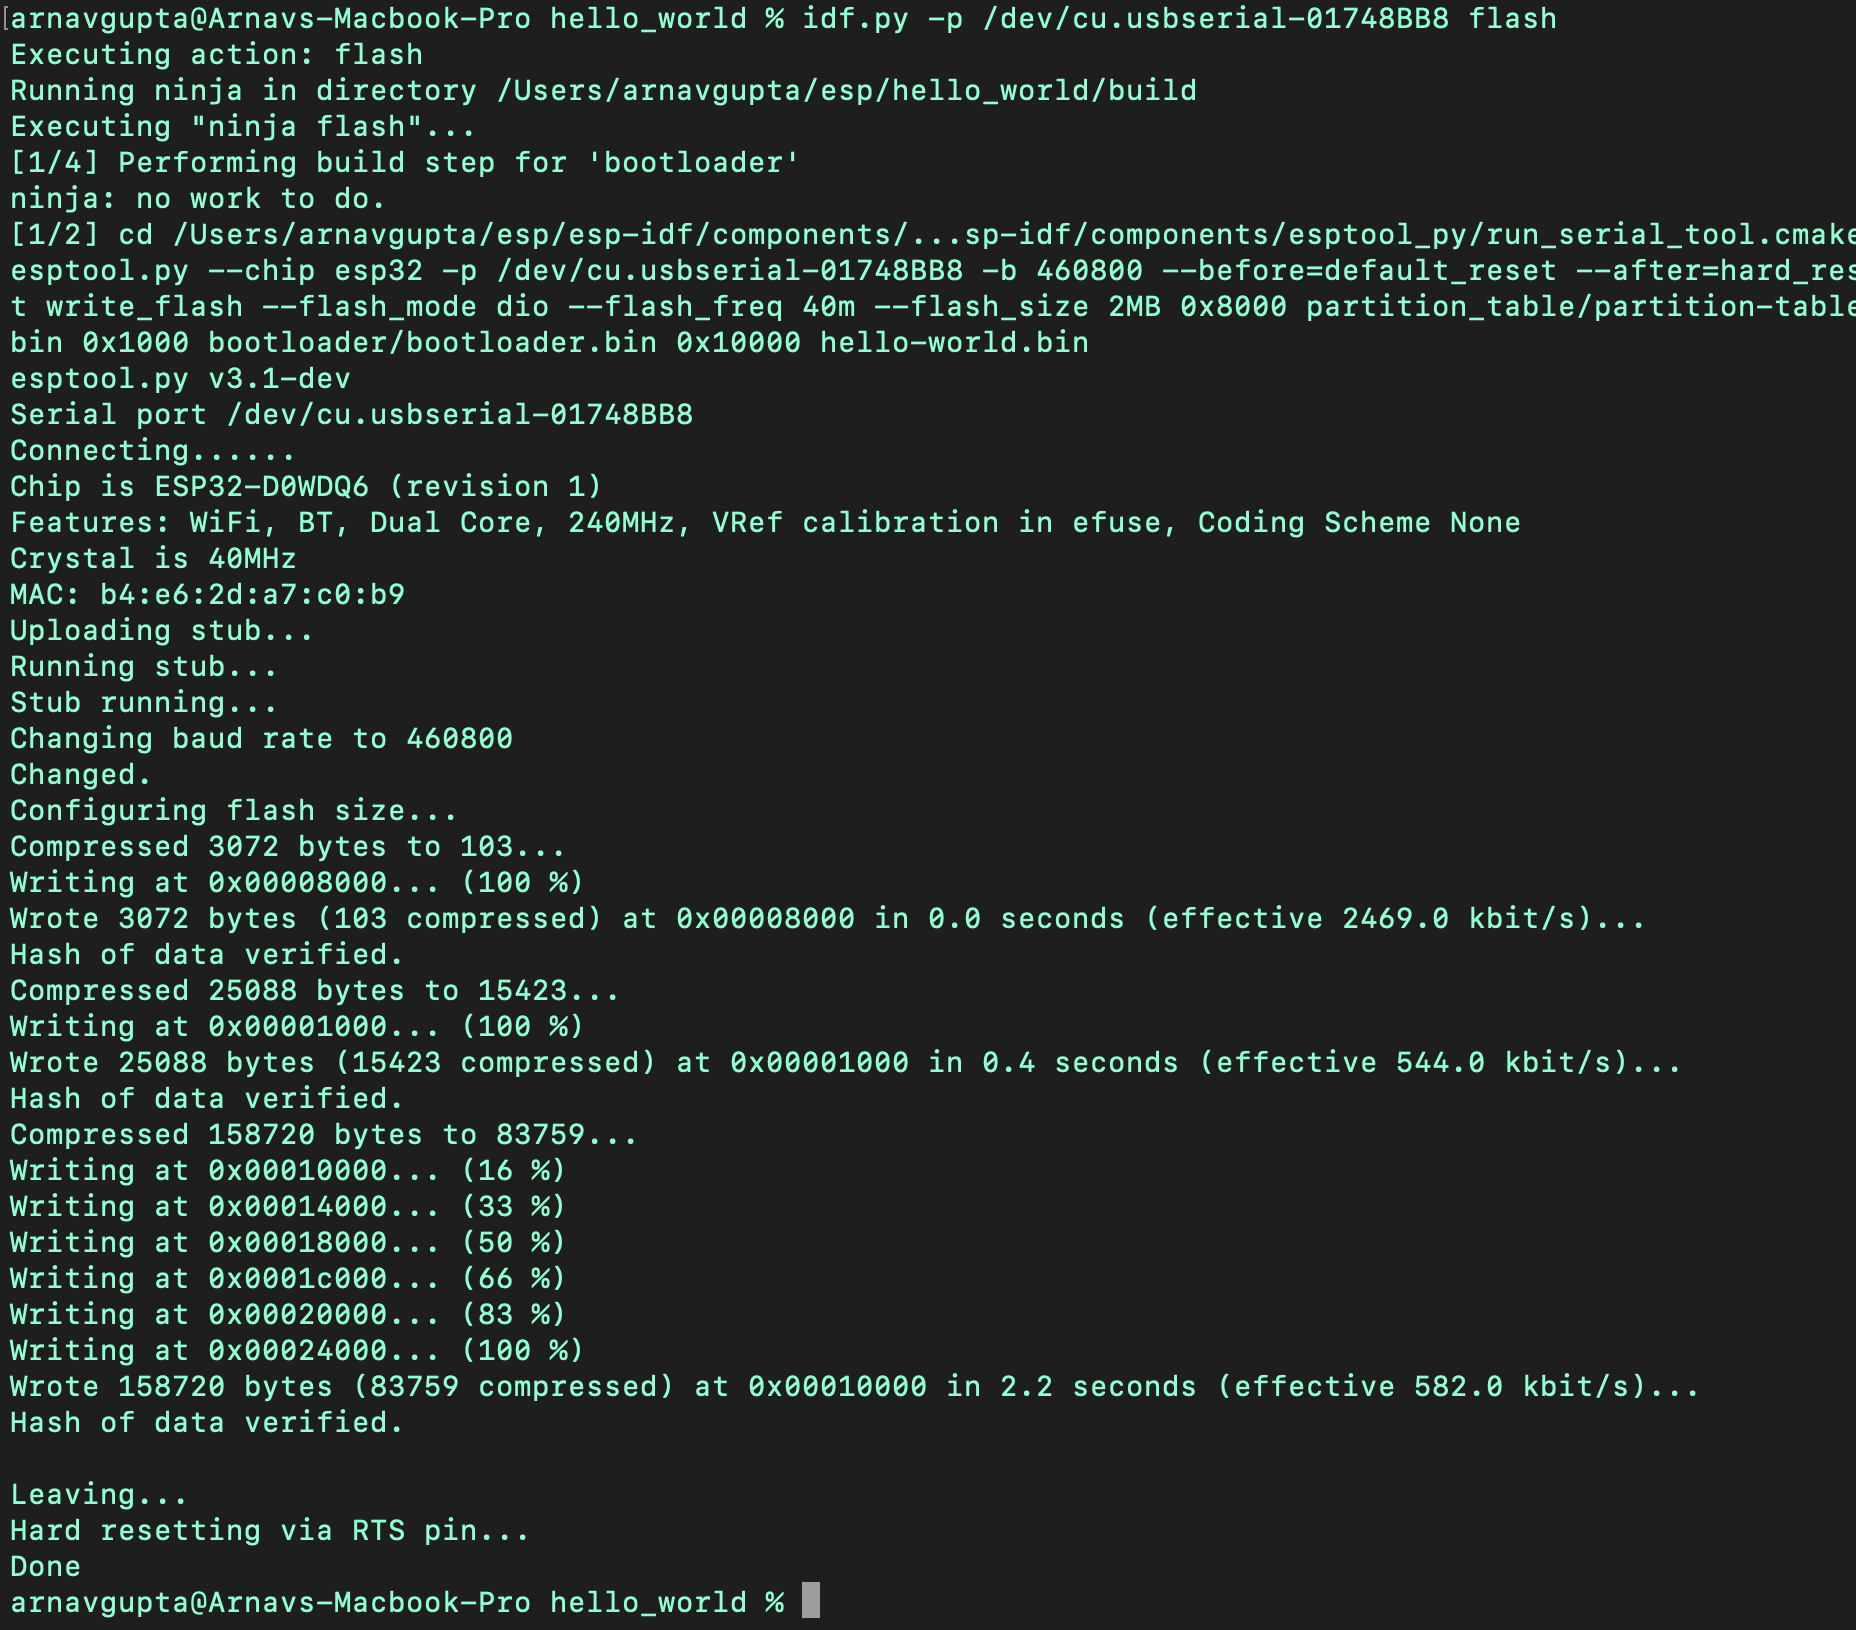 [arnavgupta@Arnavs-Macbook-Pro hello_world % idf.py -p /dev/cu.usbserial-01748BB8 flash
Executing action: flash
Running ninja in directory /Users/arnavgupta/esp/hello_world/build
Executing "ninja flash"...
[1/4] Performing build step for 'bootloader'
ninja: no work to do.
[1/2] cd /Users/arnavgupta/esp/esp-idf/components/...sp-idf/components/esptool_py/run_serial_tool.cmake
esptool.py --chip esp32 -p /dev/cu.usbserial-01748BB8 -b 460800 --before=default_reset --after=hard_res
t write_flash --flash_mode dio --flash_freq 40m --flash_size 2MB 0x8000 partition_table/partition-table
bin 0x1000 bootloader/bootloader.bin 0x10000 hello-world.bin
esptool.py v3.1-dev
Serial port /dev/cu.usbserial-01748BB8
Connecting......
Chip is ESP32-D0WDQ6 (revision 1)
Features: WiFi, BT, Dual Core, 240MHz, VRef calibration in efuse, Coding Scheme None
Crystal is 40MHz
MAC: b4:e6:2d:a7:c0:b9
Uploading stub...
Running stub...
Stub running...
Changing baud rate to 460800
Changed.
Configuring flash size...
Compressed 3072 bytes to 103...
Writing at 0x00008000... (100 %)
Wrote 3072 bytes (103 compressed) at 0x00008000 in 0.0 seconds (effective 2469.0 kbit/s)...
Hash of data verified.
Compressed 25088 bytes to 15423...
Writing at 0x00001000... (100 %)
Wrote 25088 bytes (15423 compressed) at 0x00001000 in 0.4 seconds (effective 544.0 kbit/s)...
Hash of data verified.
Compressed 158720 bytes to 83759...
Writing at 0x00010000... (16 %)
Writing at 0x00014000... (33 %)
Writing at 0x00018000... (50 %)
Writing at 0x0001c000... (66 %)
Writing at 0x00020000... (83 %)
Writing at 0x00024000... (100 %)
Wrote 158720 bytes (83759 compressed) at 0x00010000 in 2.2 seconds (effective 582.0 kbit/s)...
Hash of data verified.

Leaving...
Hard resetting via RTS pin...
Done
arnavgupta@Arnavs-Macbook-Pro hello_world %